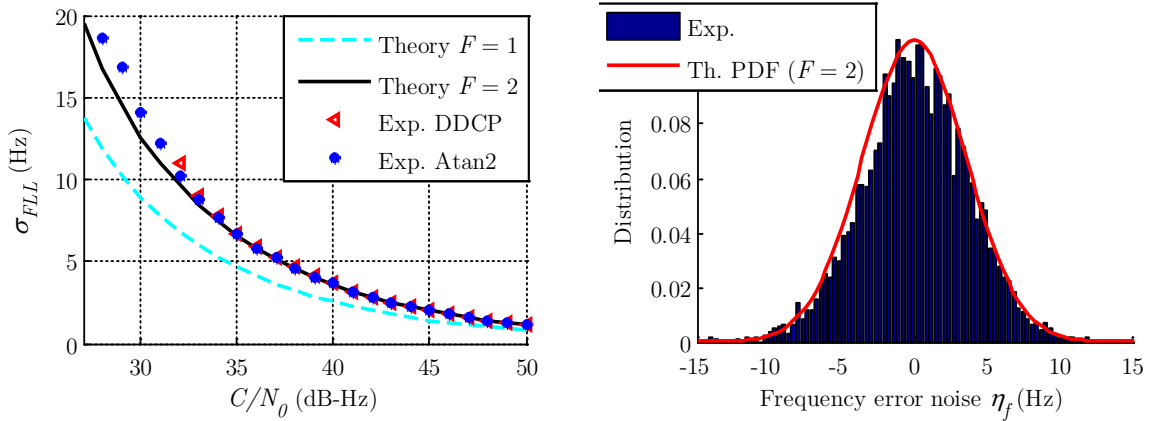 20
15
10
5
0
σ_FLL (Hz)
30
35
40
45
50
C/N_0 (dB-Hz)
Theory F = 1
Theory F = 2
Exp. DDCP
Exp. Atan2
Exp.
Th. PDF (F = 2)
0.08
0.06
0.04
0.02
0
Distribution
-15
-10
-5
0
5
10
15
Frequency error noise η_f (Hz)